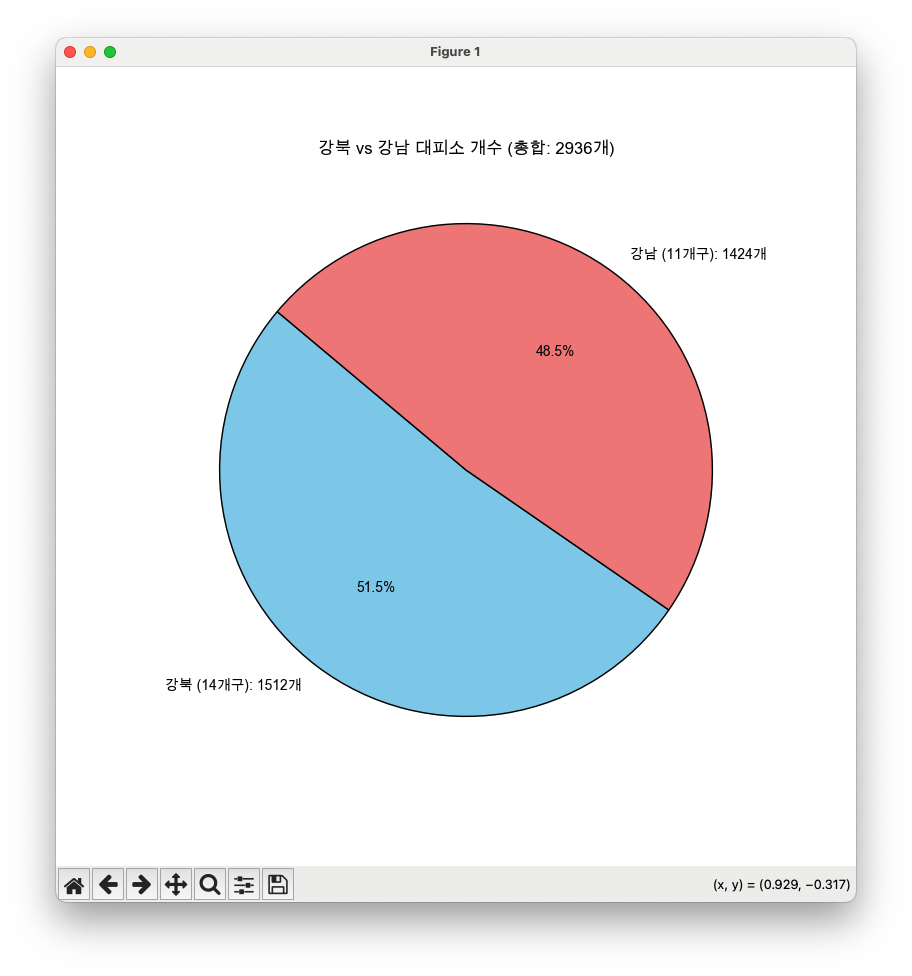 Figure 1
강북 vs 강남 대피소 개수 (총합: 2936개)
강남 (11개구): 1424개
48.5%
51.5%
강북 (14개구): 1512개
(x, y) = (0.929, −0.317)